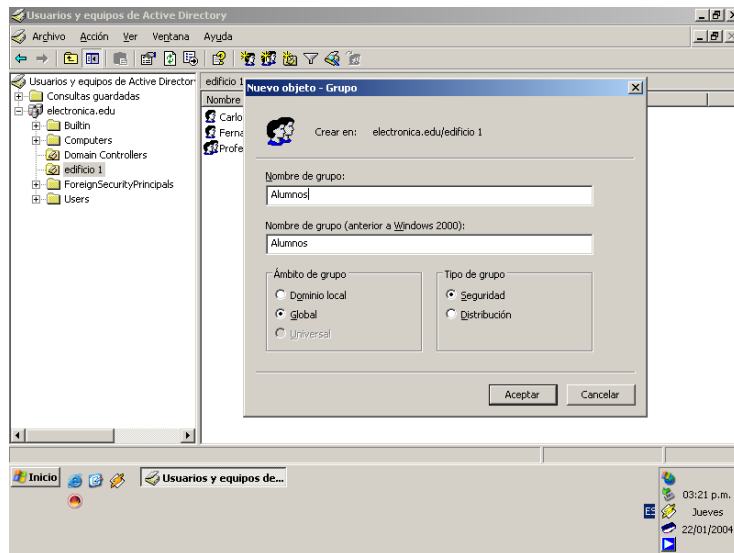 Usuarios y equipos de Active Directory
Archivo Acción Ver Ventana Ayuda
Usuarios y equipos de Active Director
Consultas guardadas
electronica.edu
Builtin
Computers
Domain Controllers
edificio 1
ForeignSecurityPrincipals
Users
edificio 1
Nombre
Carlo
Ferna
Profe
Nuevo objeto - Grupo
Crear en: electronica.edu/edificio 1
Nombre de grupo:
Alumnos
Nombre de grupo (anterior a Windows 2000):
Alumnos
Ámbito de grupo
Dominio local
Global
Universal
Tipo de grupo
Seguridad
Distribución
Aceptar
Cancelar
Inicio
Usuarios y equipos de...
ES
03:21 p.m.
Jueves
22/01/2004